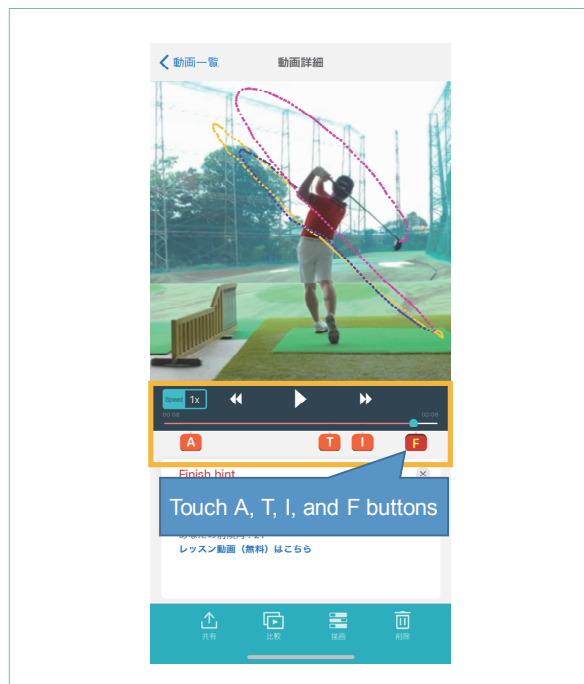 動画一覧
動画詳細
Speed 1x
00:08
00:08
A
T
I
F
Finish hint
Touch A, T, I, and F buttons
レッスン動画(無料)はこちら
共有
比較
描画
削除